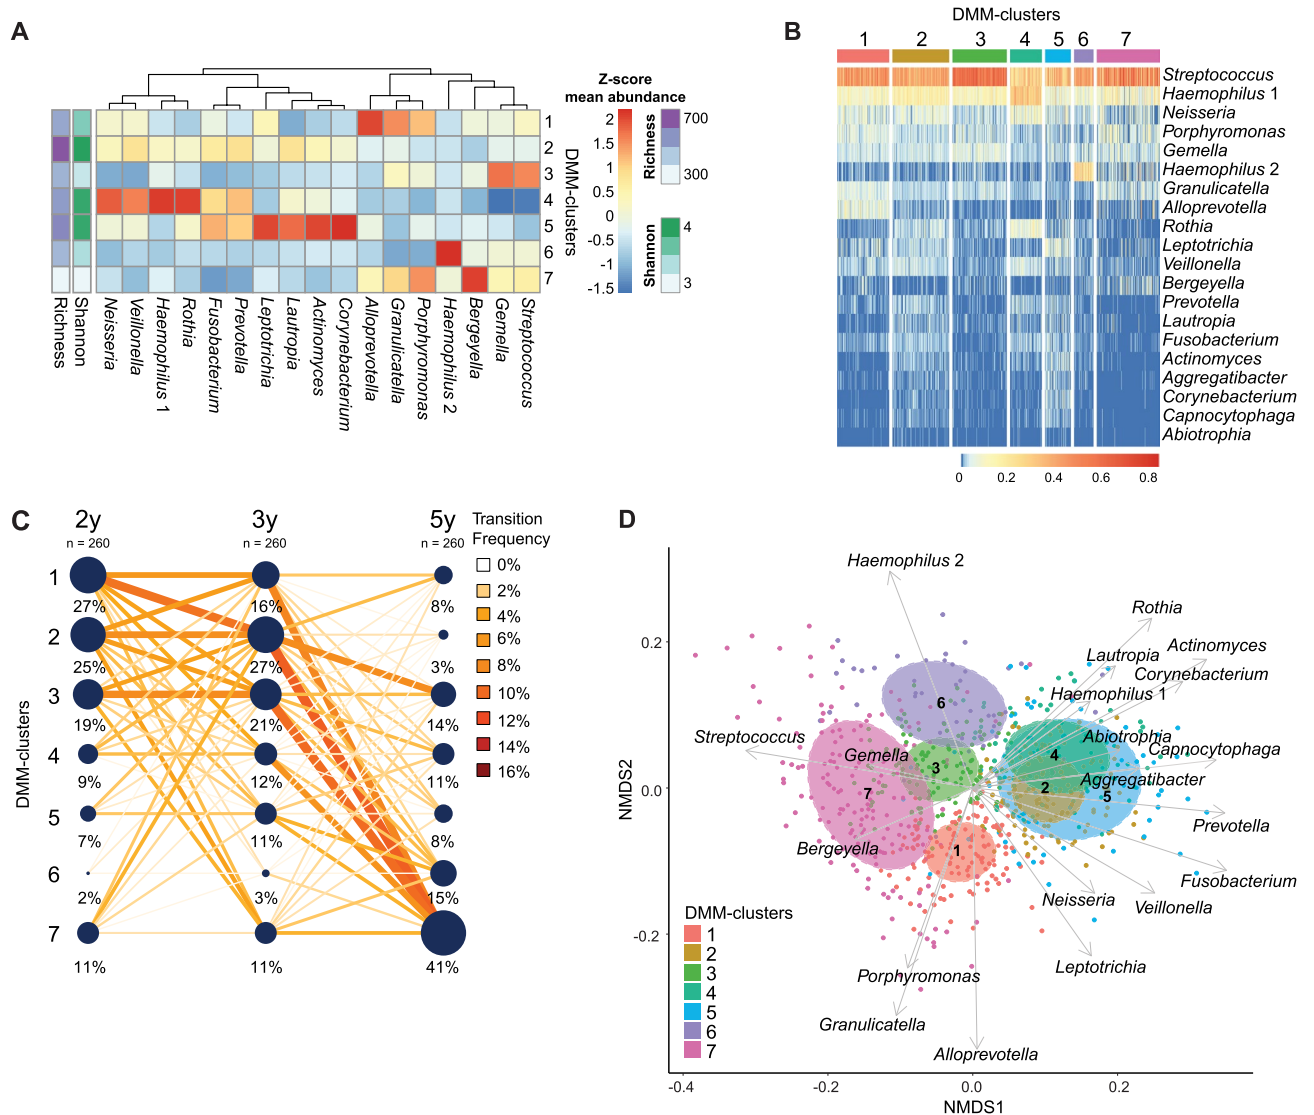 A
Z-score
mean abundance
2
1.5
1
0.5
0
-0.5
-1
-1.5
Richness
700
300
Shannon
4
3
1
2
3
4
5
6
7
DMM-clusters
Richness
Shannon
Neisseria
Veillonella
Haemophilus 1
Rothia
Fusobacterium
Prevotella
Leptotrichia
Lautropia
Actinomyces
Corynebacterium
Alloprevotella
Granulicatella
Porphyromonas
Haemophilus 2
Bergeyella
Gemella
Streptococcus
B
DMM-clusters
1 2 3 4 5 6 7
Streptococcus
Haemophilus 1
Neisseria
Porphyromonas
Gemella
Haemophilus 2
Granulicatella
Alloprevotella
Rothia
Leptotrichia
Veillonella
Bergeyella
Prevotella
Lautropia
Fusobacterium
Actinomyces
Aggregatibacter
Corynebacterium
Capnocytophaga
Abiotrophia
0 0.2 0.4 0.6 0.8
C
2y 3y 5y
n = 260 n = 260 n = 260
DMM-clusters
1
27% 16% 8%
2
25% 27% 3%
3
19% 21% 14%
4
9% 12% 11%
5
7% 11% 8%
6
2% 3% 15%
7
11% 11% 41%
Transition
Frequency
0%
2%
4%
6%
8%
10%
12%
14%
16%
D
NMDS2
0.2
0.0
-0.2
Haemophilus 2
Rothia
Actinomyces
Lautropia
Corynebacterium
Haemophilus 1
6
Streptococcus
Abiotrophia
Gemella
Capnocytophaga
4
3
Aggregatibacter
7
2
5
Prevotella
Bergeyella
1
Fusobacterium
Neisseria
Veillonella
Leptotrichia
Porphyromonas
Granulicatella
Alloprevotella
DMM-clusters
1
2
3
4
5
6
7
-0.4 -0.2 0.0 0.2
NMDS1